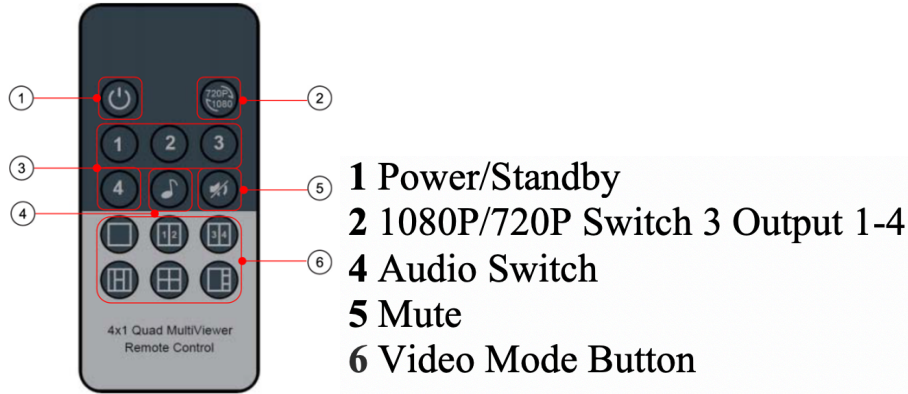 1
720P
1080
2
1 2 3
3
4
5
4
1 2
3 4
6
4x1 Quad MultiViewer
Remote Control
1 Power/Standby
2 1080P/720P Switch 3 Output 1-4
4 Audio Switch
5 Mute
6 Video Mode Button